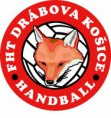 FHT DRÁBOVA KOŠICE
• HANDBALL •